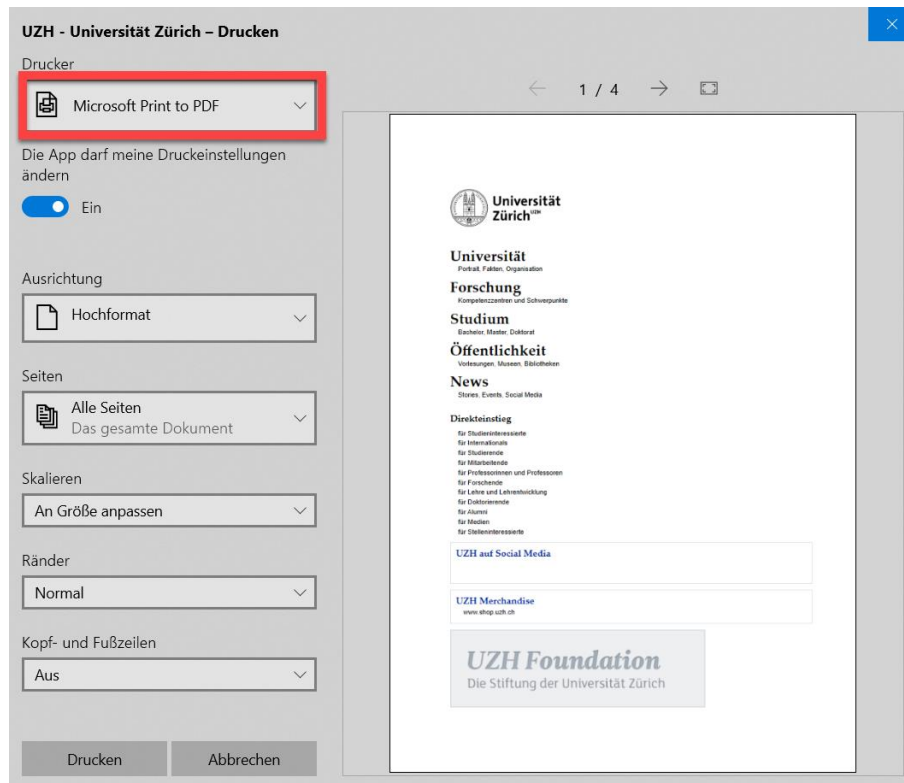 UZH - Universität Zürich – Drucken
Drucker
Microsoft Print to PDF
Die App darf meine Druckeinstellungen
ändern
Ein
Ausrichtung
Hochformat
Seiten
Alle Seiten
Das gesamte Dokument
Skalieren
An Größe anpassen
Ränder
Normal
Kopf- und Fußzeilen
Aus
Drucken Abbrechen
1 / 4
Universität
Zürich UZH
Universität
Portrait, Fakten, Organisation
Forschung
Kompetenzzentren und Schwerpunkte
Studium
Bachelor, Master, Doktorat
Öffentlichkeit
Vorlesungen, Museen, Bibliotheken
News
Stories, Events, Social Media
Direkteinstieg
für Studieninteressierte
für Internationals
für Studierende
für Mitarbeitende
für Professorinnen und Professoren
für Forschende
für Lehre und Lehrentwicklung
für Doktorierende
für Alumni
für Medien
für Stelleninteressierte
UZH auf Social Media
UZH Merchandise
www.shop.uzh.ch
UZH Foundation
Die Stiftung der Universität Zürich